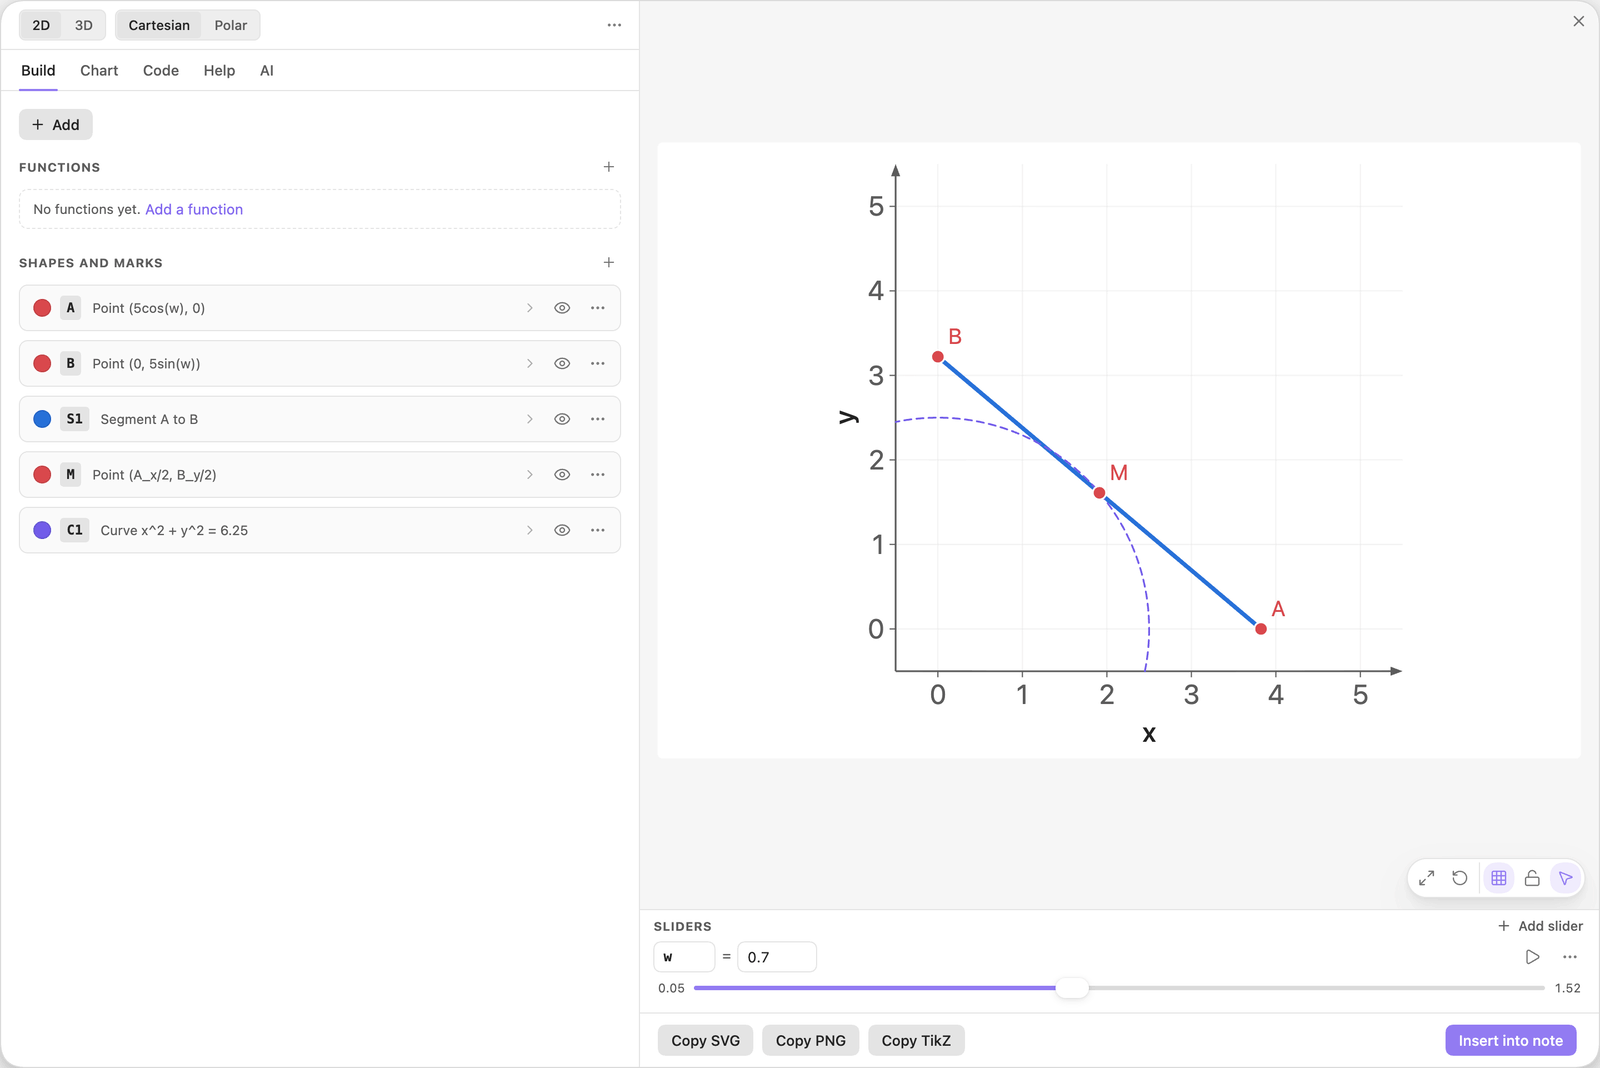 2D 3D Cartesian Polar
Build Chart Code Help AI
+ Add
FUNCTIONS
No functions yet. Add a function
SHAPES AND MARKS
A Point (5cos(w), 0)
B Point (0, 5sin(w))
S1 Segment A to B
M Point (A_x/2, B_y/2)
C1 Curve x^2 + y^2 = 6.25
5
4
3
2
1
0
y
B
M
A
0 1 2 3 4 5
x
SLIDERS + Add slider
w = 0.7
0.05 1.52
Copy SVG Copy PNG Copy TikZ Insert into note